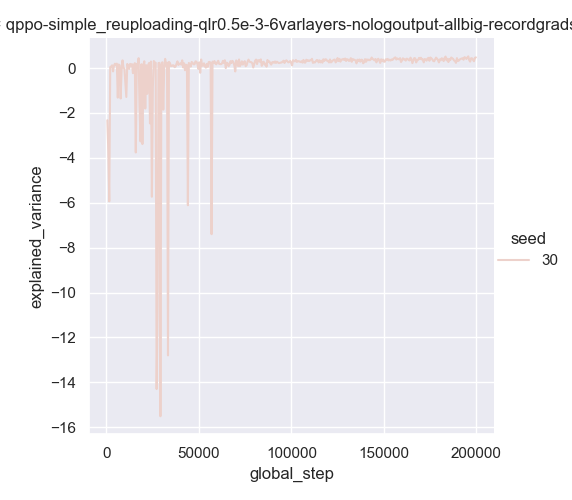 qppo-simple_reuploading-qlr0.5e-3-6varlayers-nologoutput-allbig-recordgrads
0
−2
−4
−6
−8
−10
−12
−14
−16
explained_variance
seed
30
0 50000 100000 150000 200000
global_step